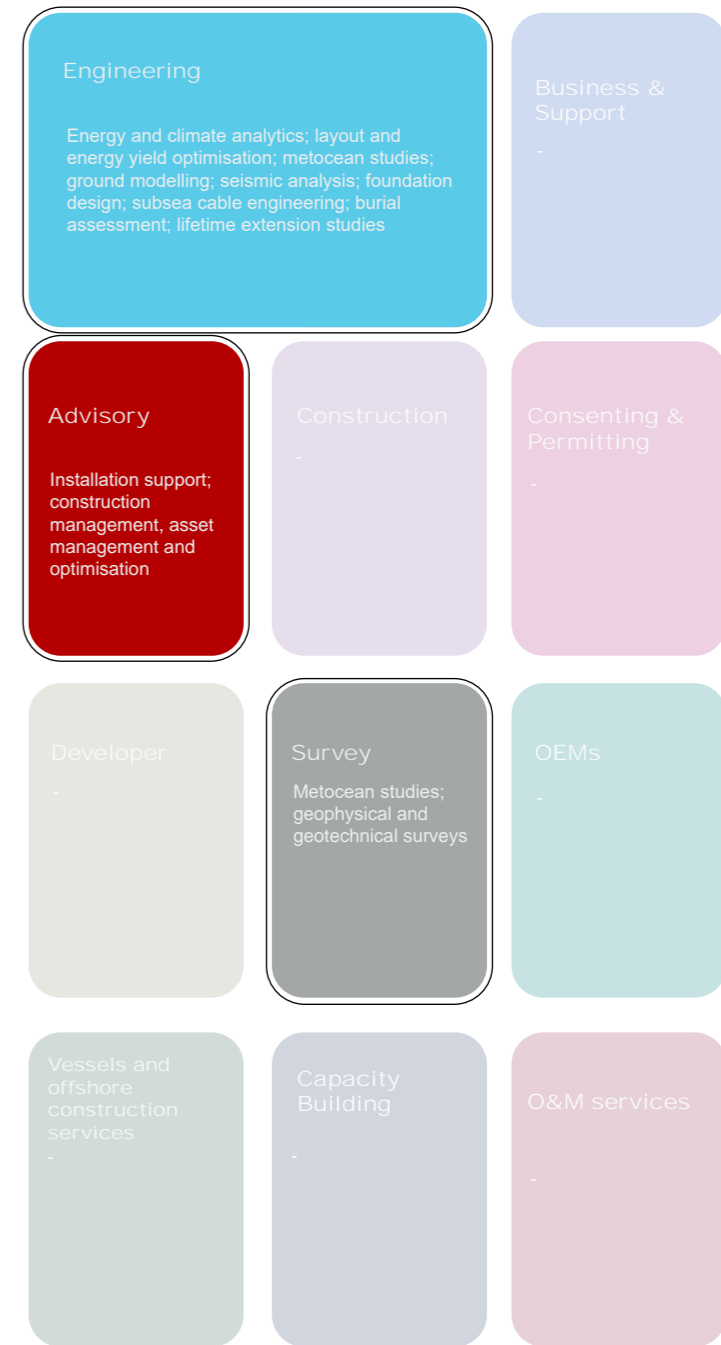 Engineering
Energy and climate analytics; layout and
energy yield optimisation; metocean studies;
ground modelling; seismic analysis; foundation
design; subsea cable engineering; burial
assessment; lifetime extension studies
Business &
Support
-
Advisory
Installation support;
construction
management, asset
management and
optimisation
Construction
-
Consenting &
Permitting
-
Developer
-
Survey
Metocean studies;
geophysical and
geotechnical surveys
OEMs
-
Vessels and
offshore
construction
services
-
Capacity
Building
-
O&M services
-